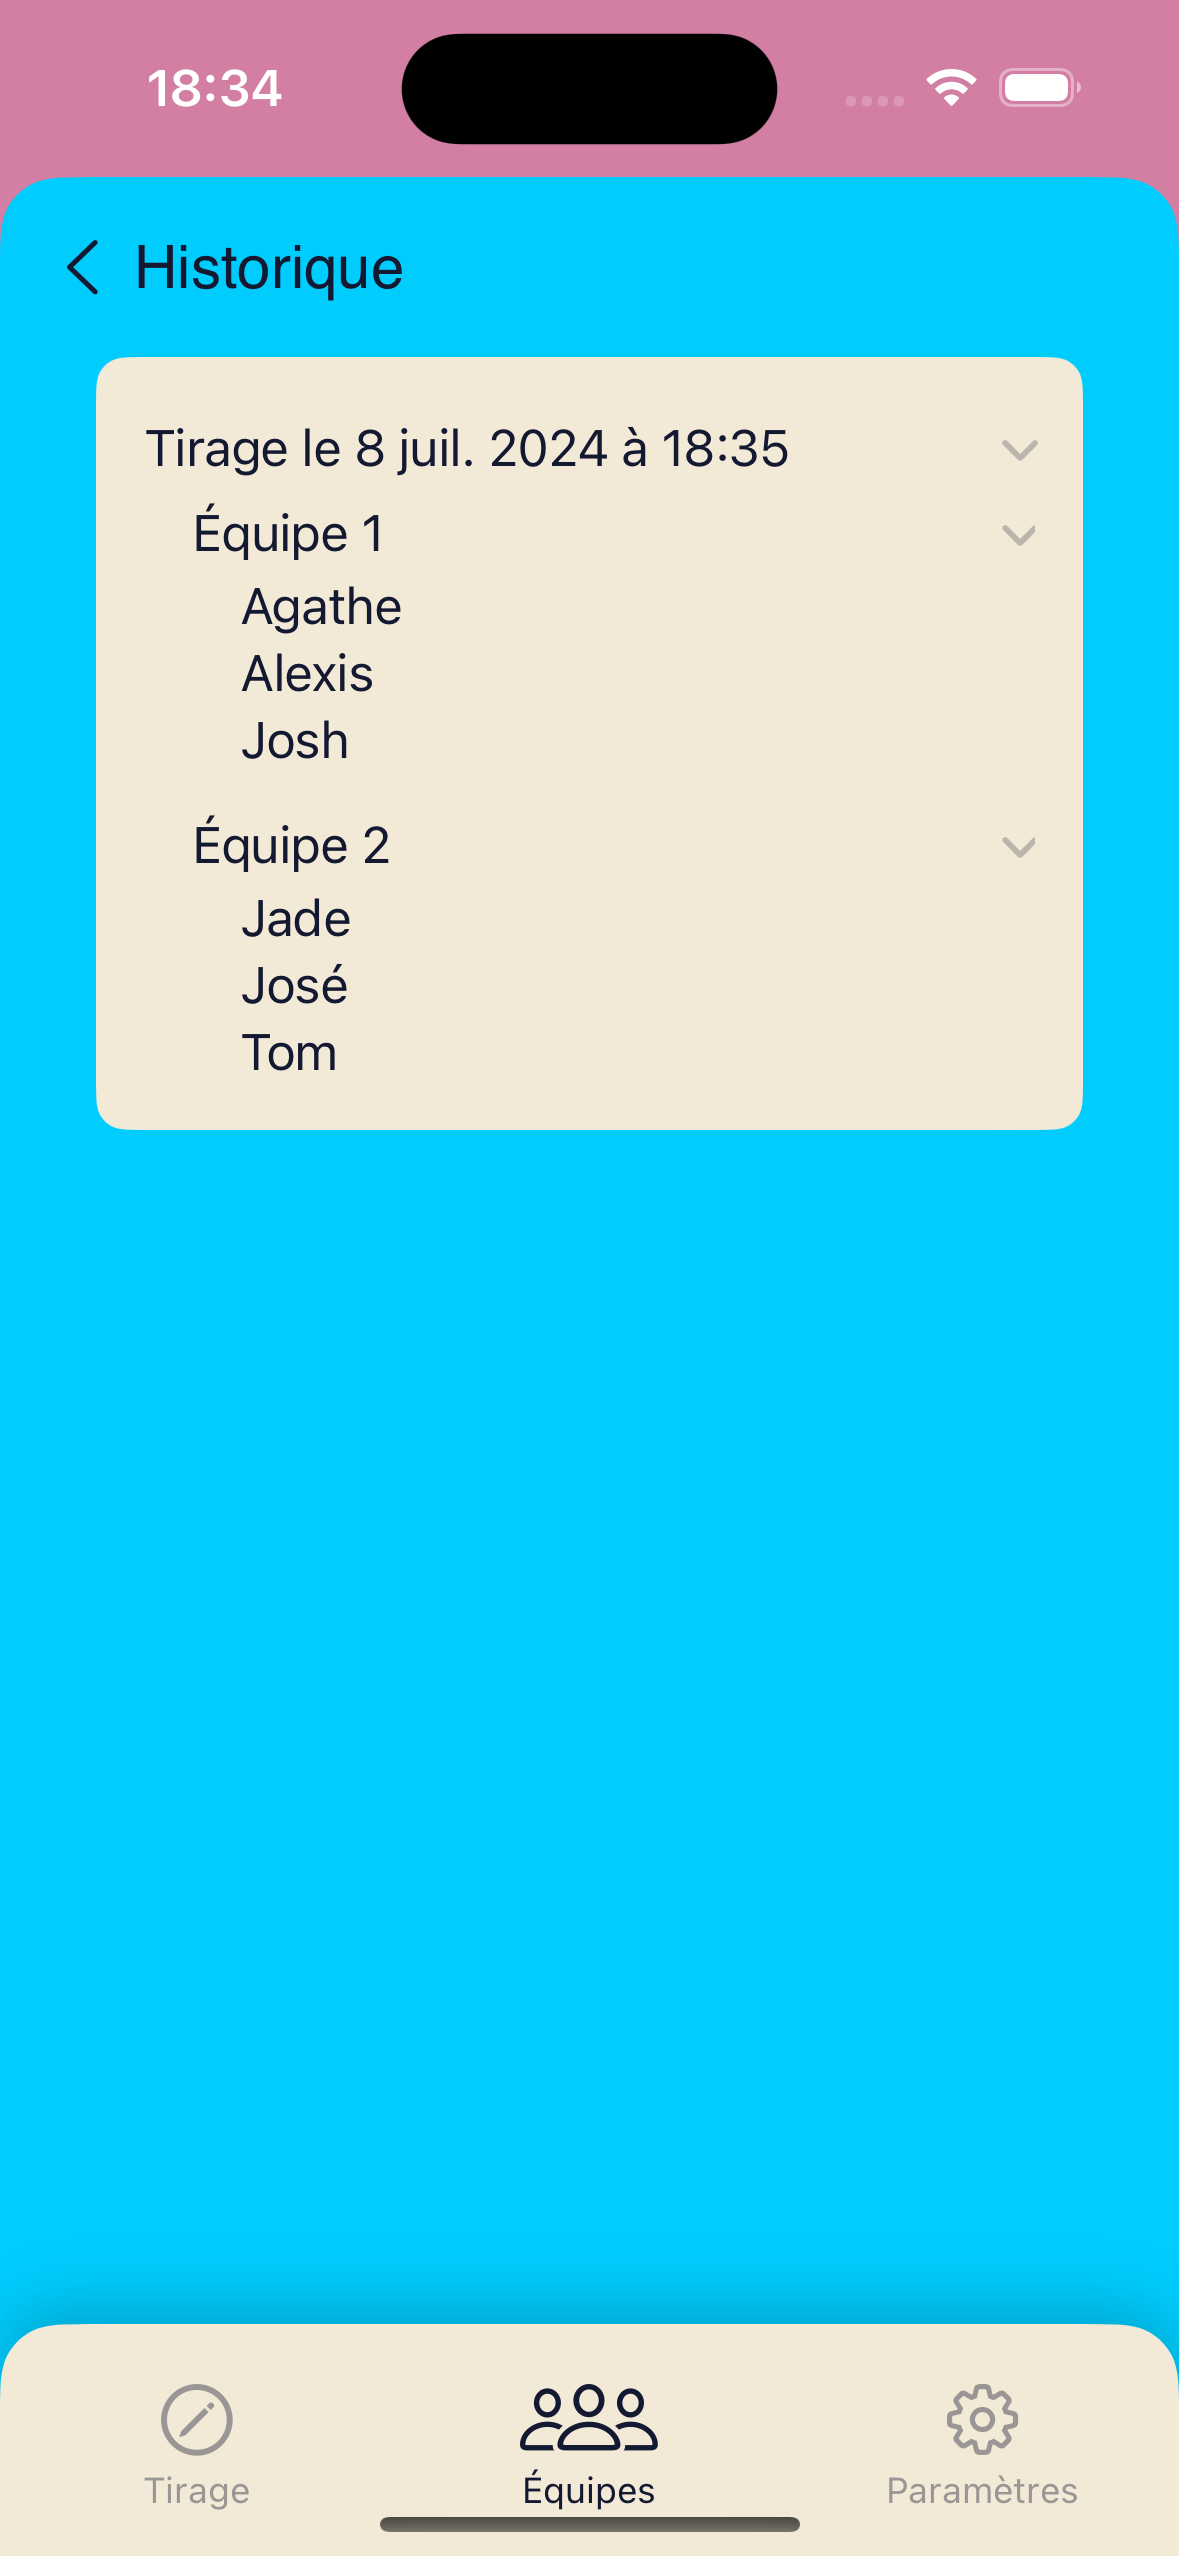 18:34
Historique
Tirage le 8 juil. 2024 à 18:35
Équipe 1
Agathe
Alexis
Josh
Équipe 2
Jade
José
Tom
Tirage
Équipes
Paramètres